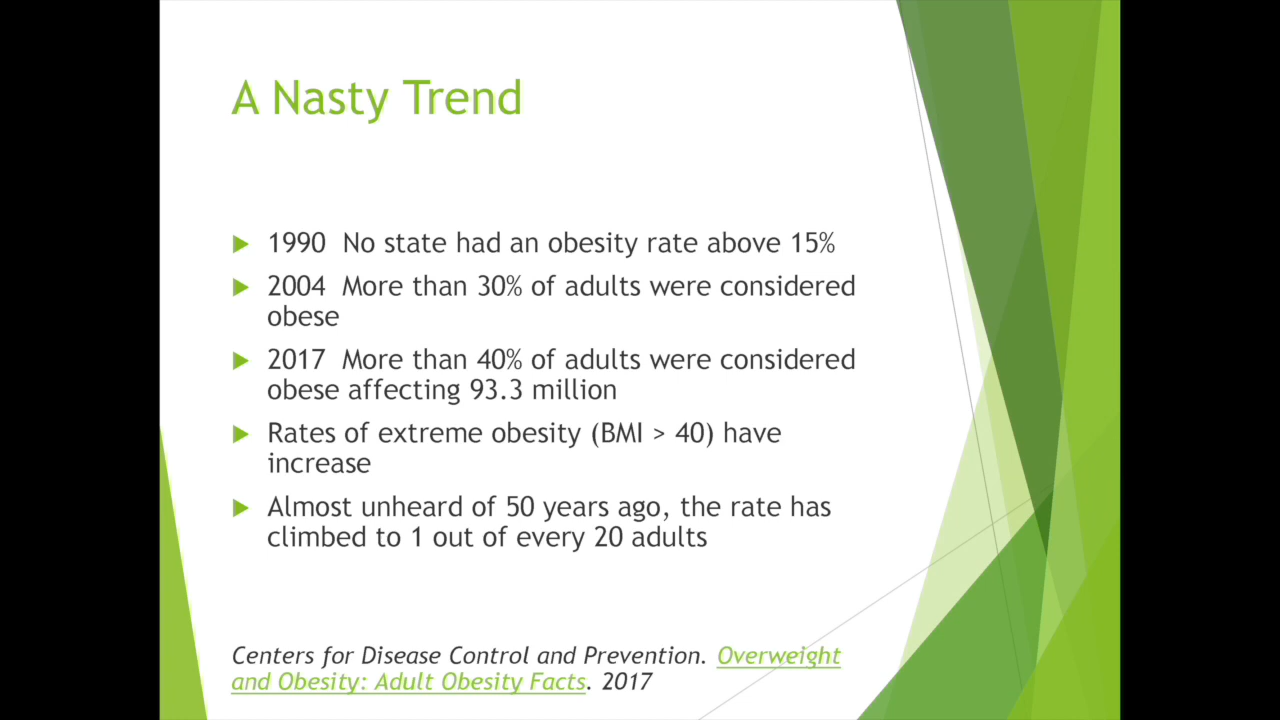 A Nasty Trend
1990 No state had an obesity rate above 15%
2004 More than 30% of adults were considered
obese
2017 More than 40% of adults were considered
obese affecting 93.3 million
Rates of extreme obesity (BMI > 40) have
increase
Almost unheard of 50 years ago, the rate has
climbed to 1 out of every 20 adults
Centers for Disease Control and Prevention. Overweight
and Obesity: Adult Obesity Facts. 2017